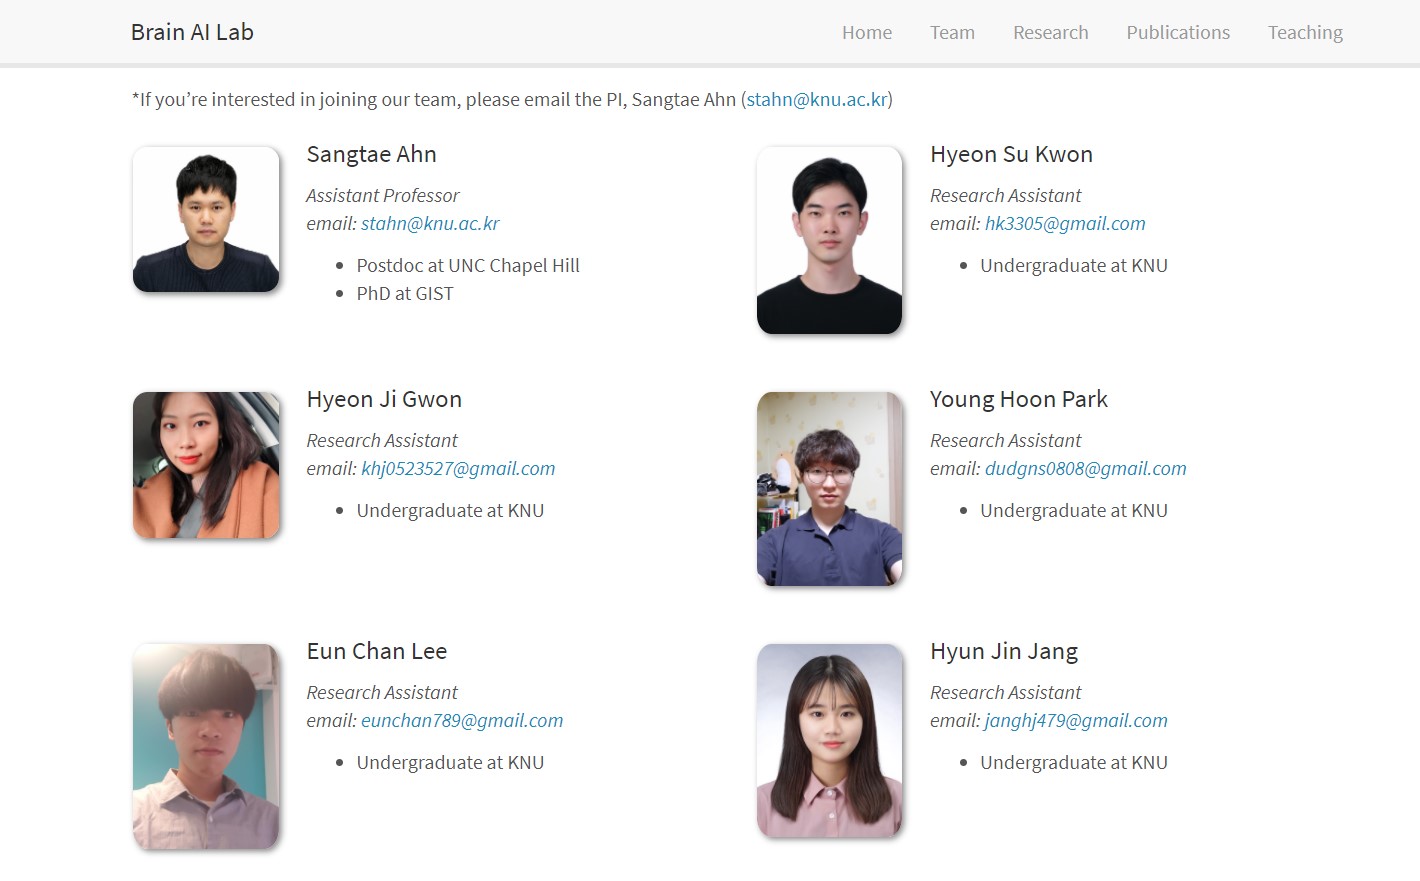 Brain AI Lab
Home
Team
Research
Publications
Teaching
*If you’re interested in joining our team, please email the PI, Sangtae Ahn (stahn@knu.ac.kr)
Sangtae Ahn
Assistant Professor
email: stahn@knu.ac.kr
Postdoc at UNC Chapel Hill
PhD at GIST
Hyeon Su Kwon
Research Assistant
email: hk3305@gmail.com
Undergraduate at KNU
Hyeon Ji Gwon
Research Assistant
email: khj0523527@gmail.com
Undergraduate at KNU
Young Hoon Park
Research Assistant
email: dudgns0808@gmail.com
Undergraduate at KNU
Eun Chan Lee
Research Assistant
email: eunchan789@gmail.com
Undergraduate at KNU
Hyun Jin Jang
Research Assistant
email: janghj479@gmail.com
Undergraduate at KNU